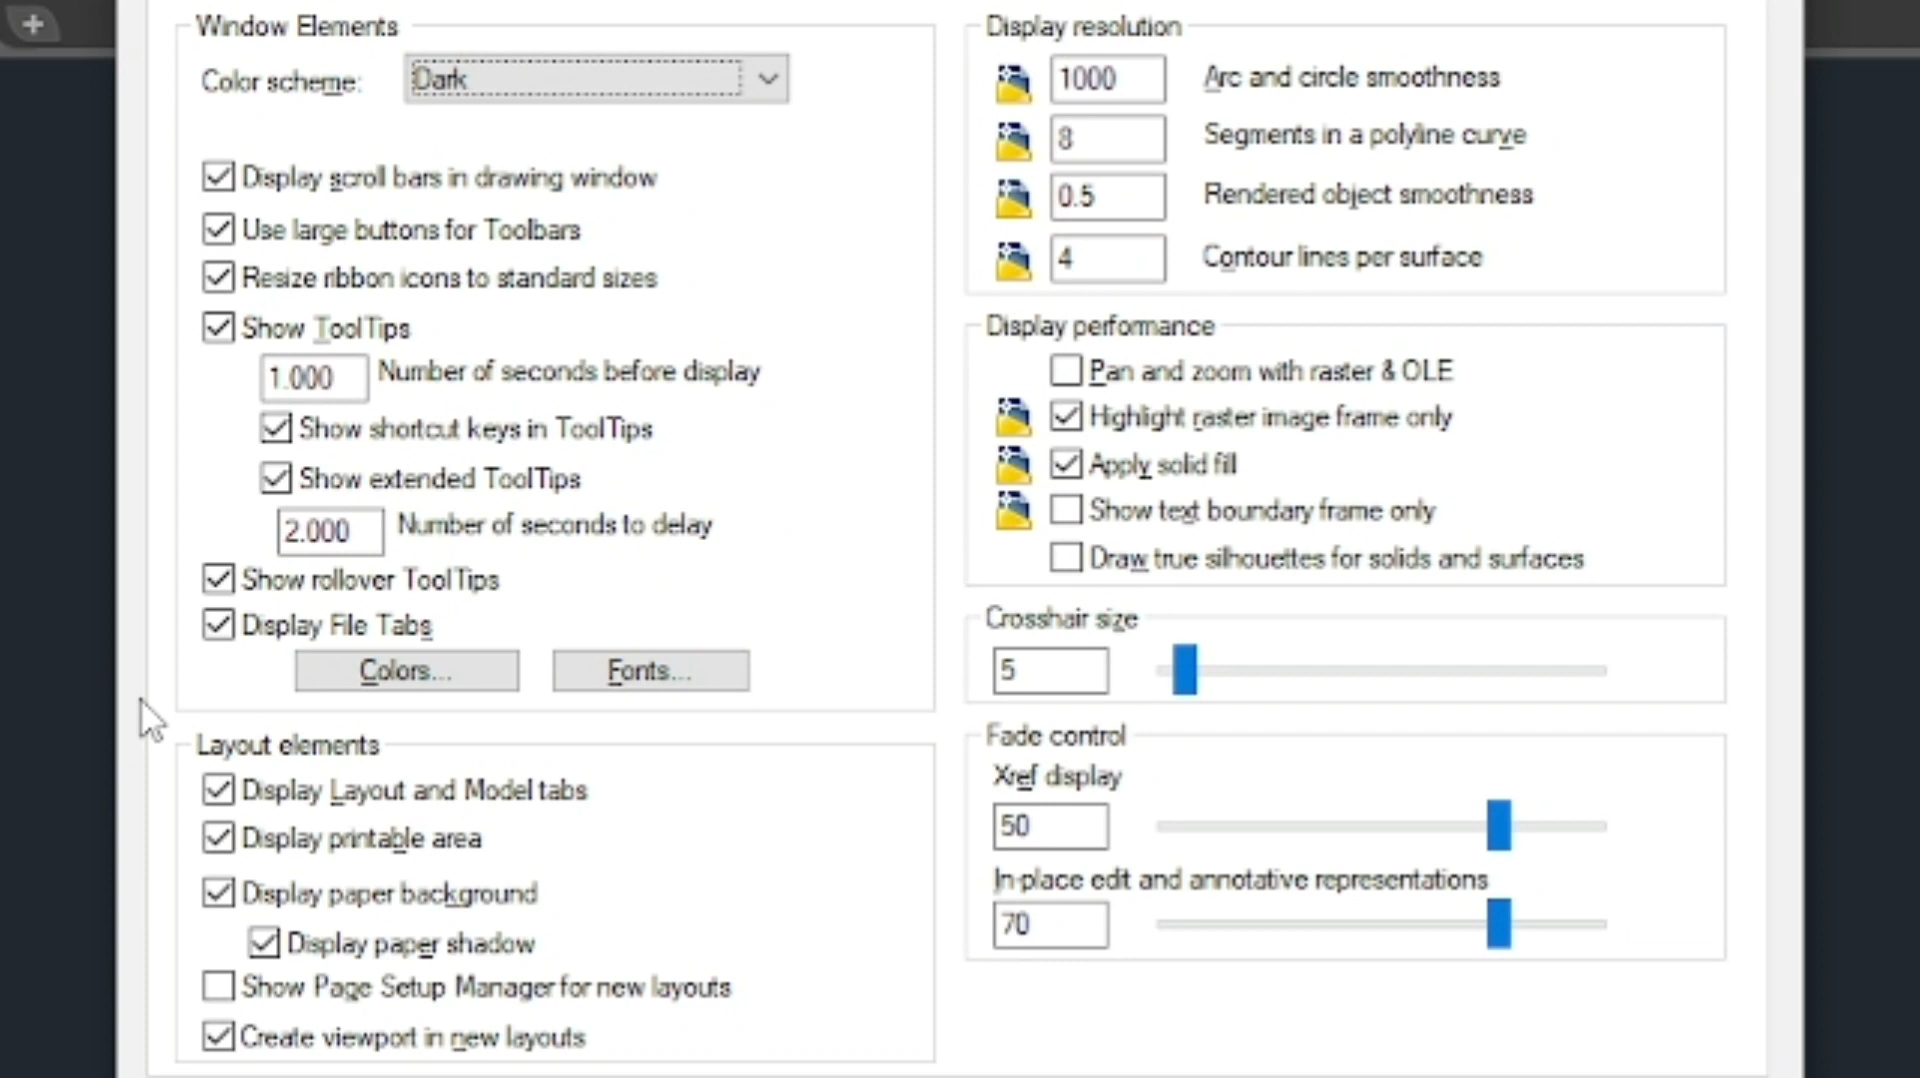 Window Elements
Color scheme: Dark
Display scroll bars in drawing window
Use large buttons for Toolbars
Resize ribbon icons to standard sizes
Show ToolTips
1.000 Number of seconds before display
Show shortcut keys in ToolTips
Show extended ToolTips
2.000 Number of seconds to delay
Show rollover ToolTips
Display File Tabs
Colors... Fonts...
Layout elements
Display Layout and Model tabs
Display printable area
Display paper background
Display paper shadow
Show Page Setup Manager for new layouts
Create viewport in new layouts
Display resolution
1000 Arc and circle smoothness
8 Segments in a polyline curve
0.5 Rendered object smoothness
4 Contour lines per surface
Display performance
Pan and zoom with raster & OLE
Highlight raster image frame only
Apply solid fill
Show text boundary frame only
Draw true silhouettes for solids and surfaces
Crosshair size
5
Fade control
Xref display
50
In-place edit and annotative representations
70